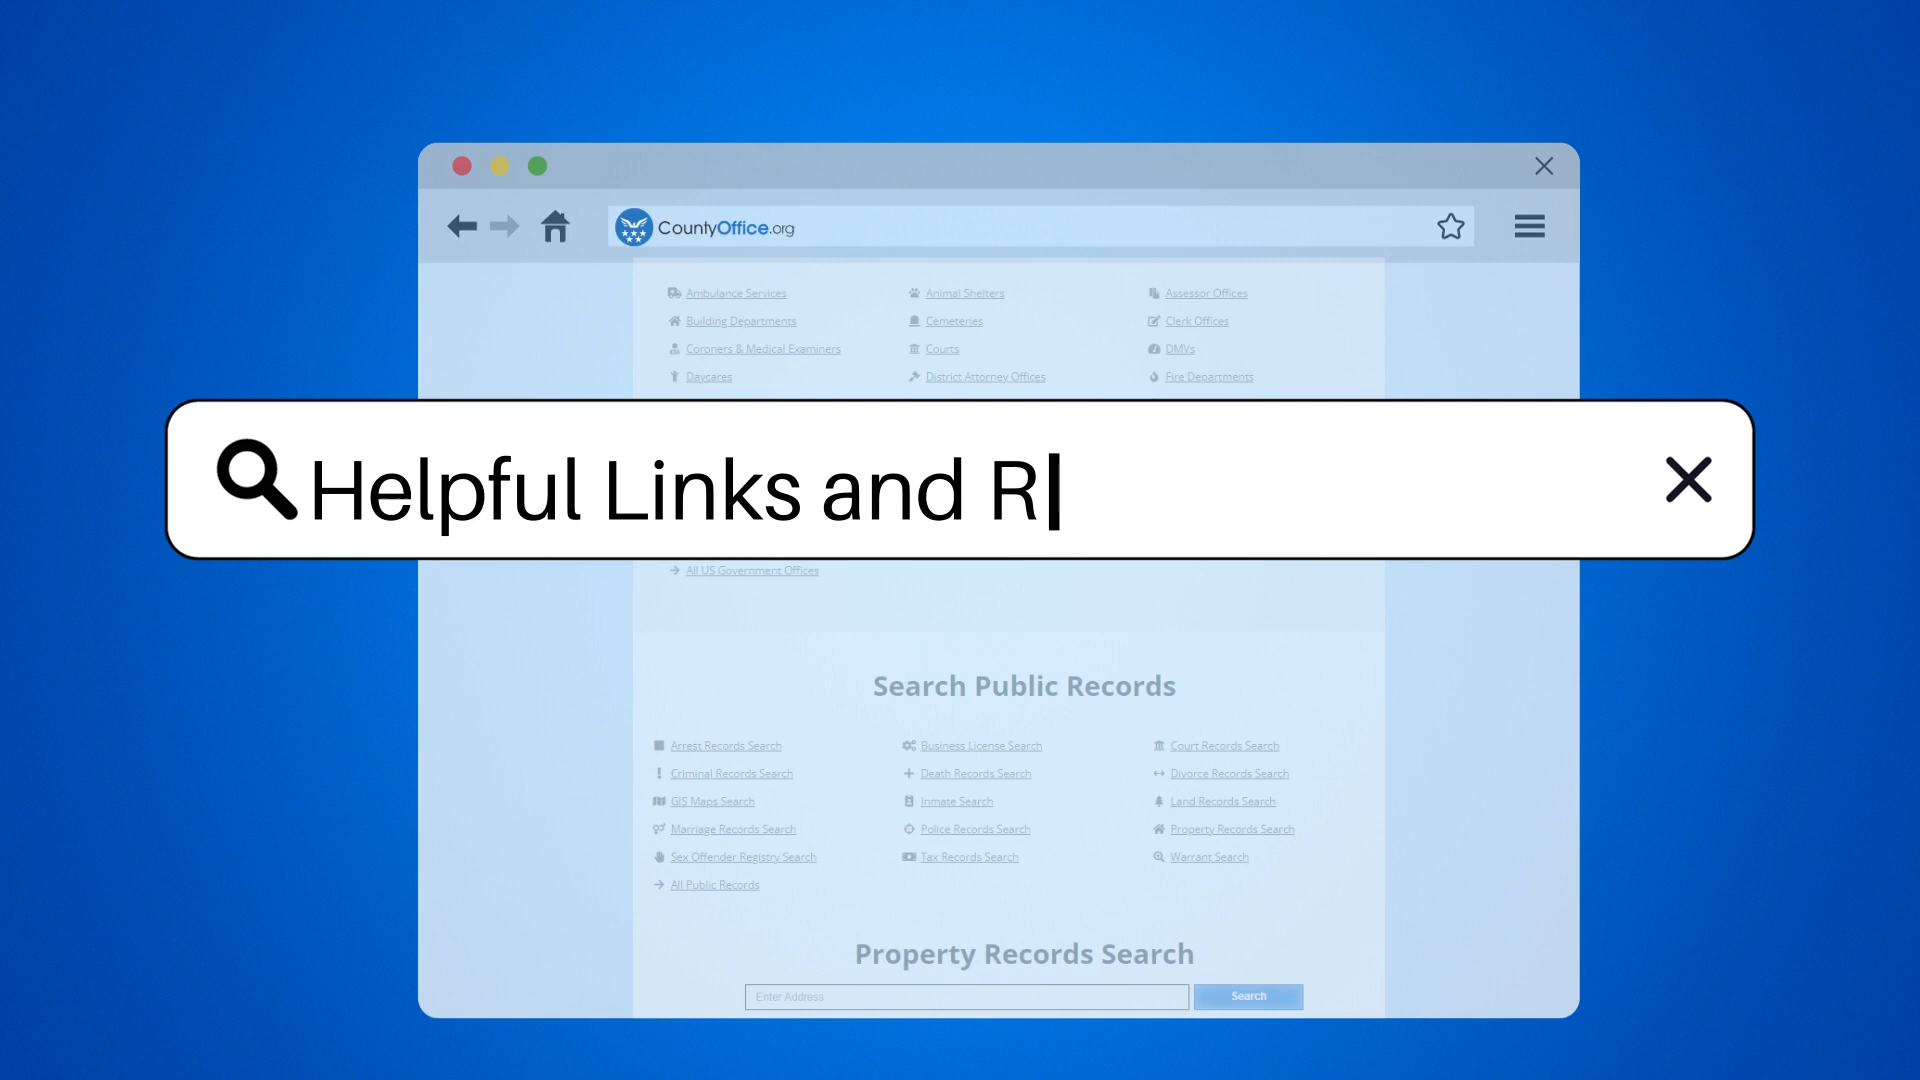 CountyOffice.org
Ambulance Services Animal Shelters Assessor Offices
Building Departments Cemeteries Clerk Offices
Coroners & Medical Examiners Courts DMVs
Daycares District Attorney Offices Fire Departments
Helpful Links and R
All US Government Offices
Search Public Records
Arrest Records Search Business License Search Court Records Search
Criminal Records Search Death Records Search Divorce Records Search
GIS Maps Search Inmate Search Land Records Search
Marriage Records Search Police Records Search Property Records Search
Sex Offender Registry Search Tax Records Search Warrant Search
All Public Records
Property Records Search
Enter Address Search